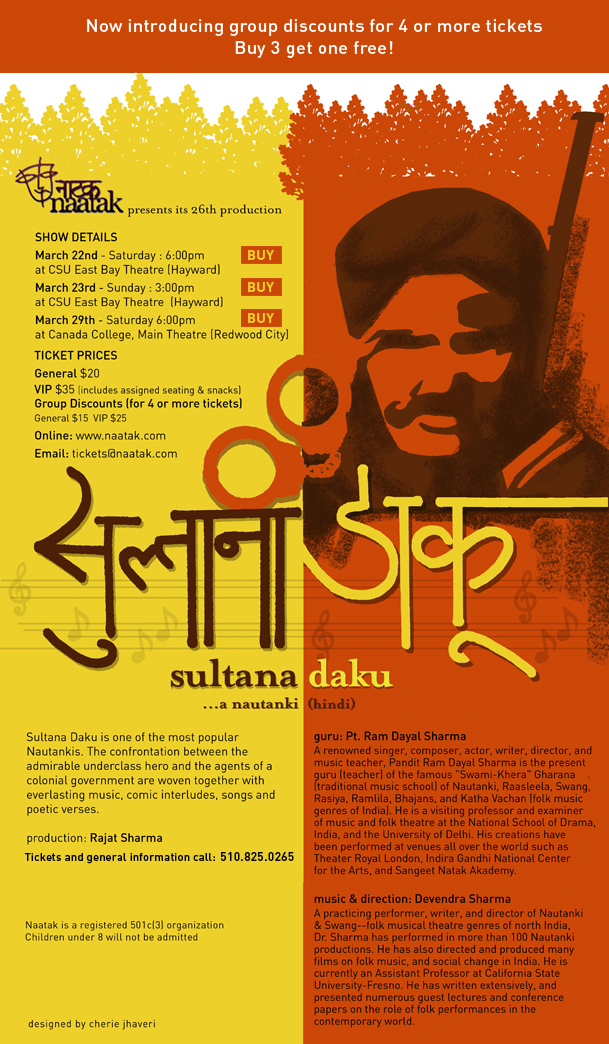 Now introducing group discounts for 4 or more tickets
Buy 3 get one free!
नाटक
naatak presents its 26th production
SHOW DETAILS
March 22nd - Saturday : 6:00pm BUY
at CSU East Bay Theatre (Hayward)
March 23rd - Sunday : 3:00pm BUY
at CSU East Bay Theatre (Hayward)
March 29th - Saturday 6:00pm BUY
at Canada College, Main Theatre (Redwood City)
TICKET PRICES
General $20
VIP $35 (includes assigned seating & snacks)
Group Discounts (for 4 or more tickets)
General $15 VIP $25
Online: www.naatak.com
Email: tickets@naatak.com
सुल्ताना डाकू
sultana daku
...a nautanki (hindi)
Sultana Daku is one of the most popular
Nautankis. The confrontation between the
admirable underclass hero and the agents of a
colonial government are woven together with
everlasting music, comic interludes, songs and
poetic verses.
production: Rajat Sharma
Tickets and general information call: 510.825.0265
Naatak is a registered 501c(3) organization
Children under 8 will not be admitted
designed by cherie jhaveri
guru: Pt. Ram Dayal Sharma
A renowned singer, composer, actor, writer, director, and
music teacher, Pandit Ram Dayal Sharma is the present
guru (teacher) of the famous "Swami-Khera" Gharana
(traditional music school) of Nautanki, Raasleela, Swang,
Rasiya, Ramlila, Bhajans, and Katha Vachan (folk music
genres of India). He is a visiting professor and examiner
of music and folk theatre at the National School of Drama,
India, and the University of Delhi. His creations have
been performed at venues all over the world such as
Theater Royal London, Indira Gandhi National Center
for the Arts, and Sangeet Natak Akademy.
music & direction: Devendra Sharma
A practicing performer, writer, and director of Nautanki
& Swang--folk musical theatre genres of north India,
Dr. Sharma has performed in more than 100 Nautanki
productions. He has also directed and produced many
films on folk music, and social change in India. He is
currently an Assistant Professor at California State
University-Fresno. He has written extensively, and
presented numerous guest lectures and conference
papers on the role of folk performances in the
contemporary world.